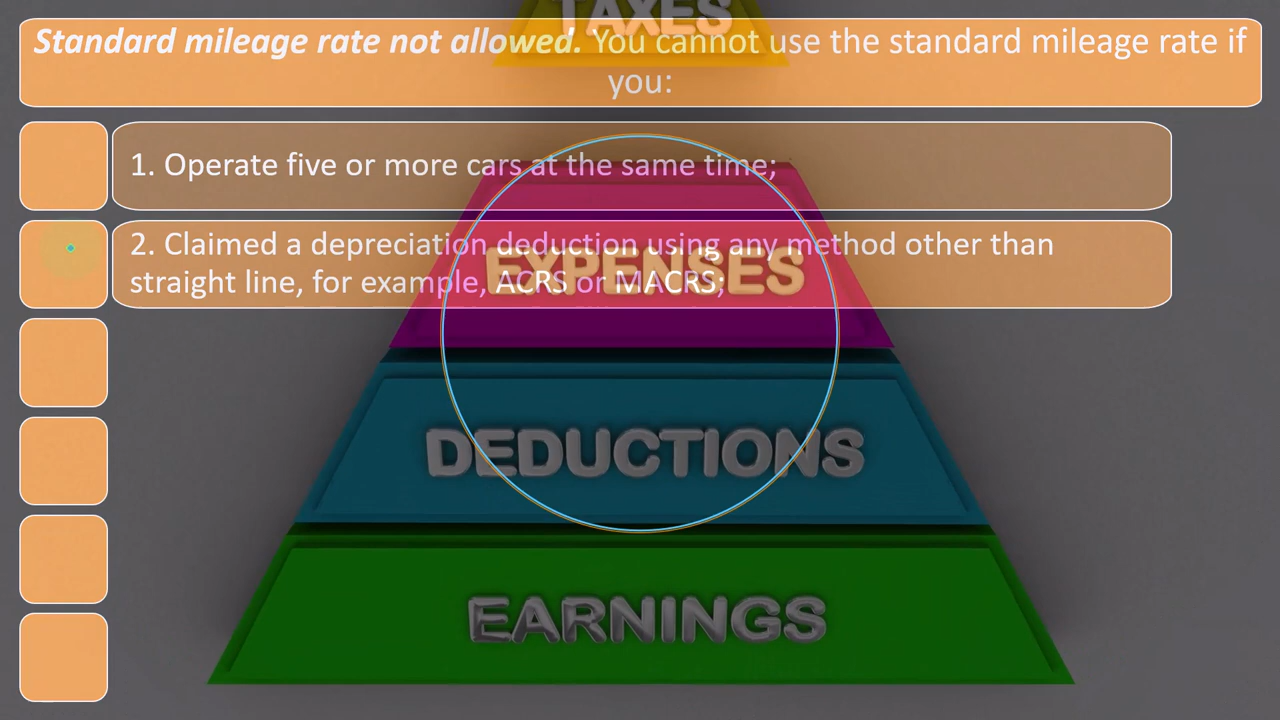 TAXES
Standard mileage rate not allowed. You cannot use the standard mileage rate if
you:
1. Operate five or more cars at the same time;
2. Claimed a depreciation deduction using any method other than
straight line, for example, ACRS or MACRS;
EXPENSES
DEDUCTIONS
EARNINGS